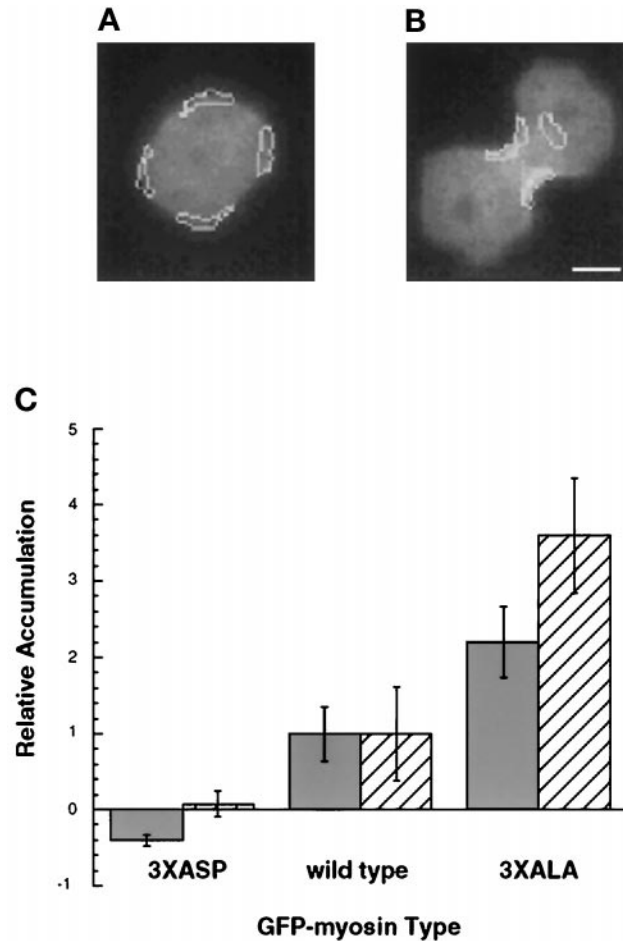 A
B
C
5
4
3
2
1
0
-1
Relative Accumulation
3XASP
wild type
3XALA
GFP-myosin Type